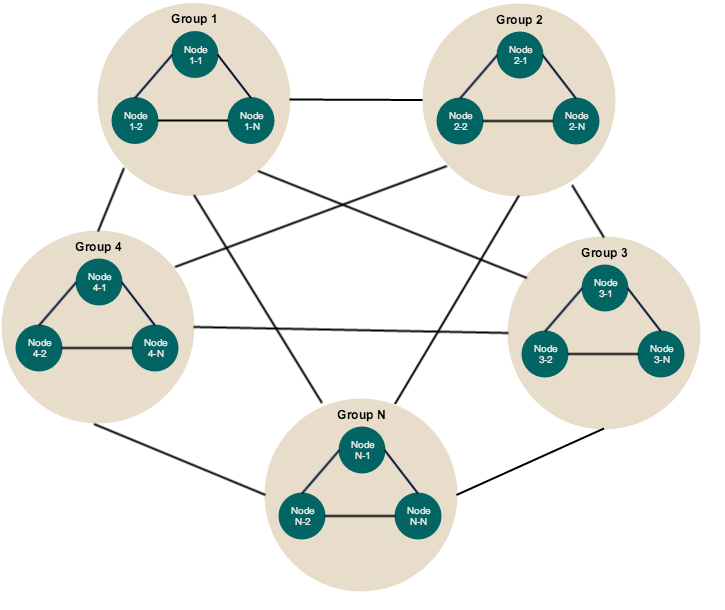 Group 1
Node
1-1
Node
1-2
Node
1-N
Group 2
Node
2-1
Node
2-2
Node
2-N
Group 4
Node
4-1
Node
4-2
Node
4-N
Group 3
Node
3-1
Node
3-2
Node
3-N
Group N
Node
N-1
Node
N-2
Node
N-N